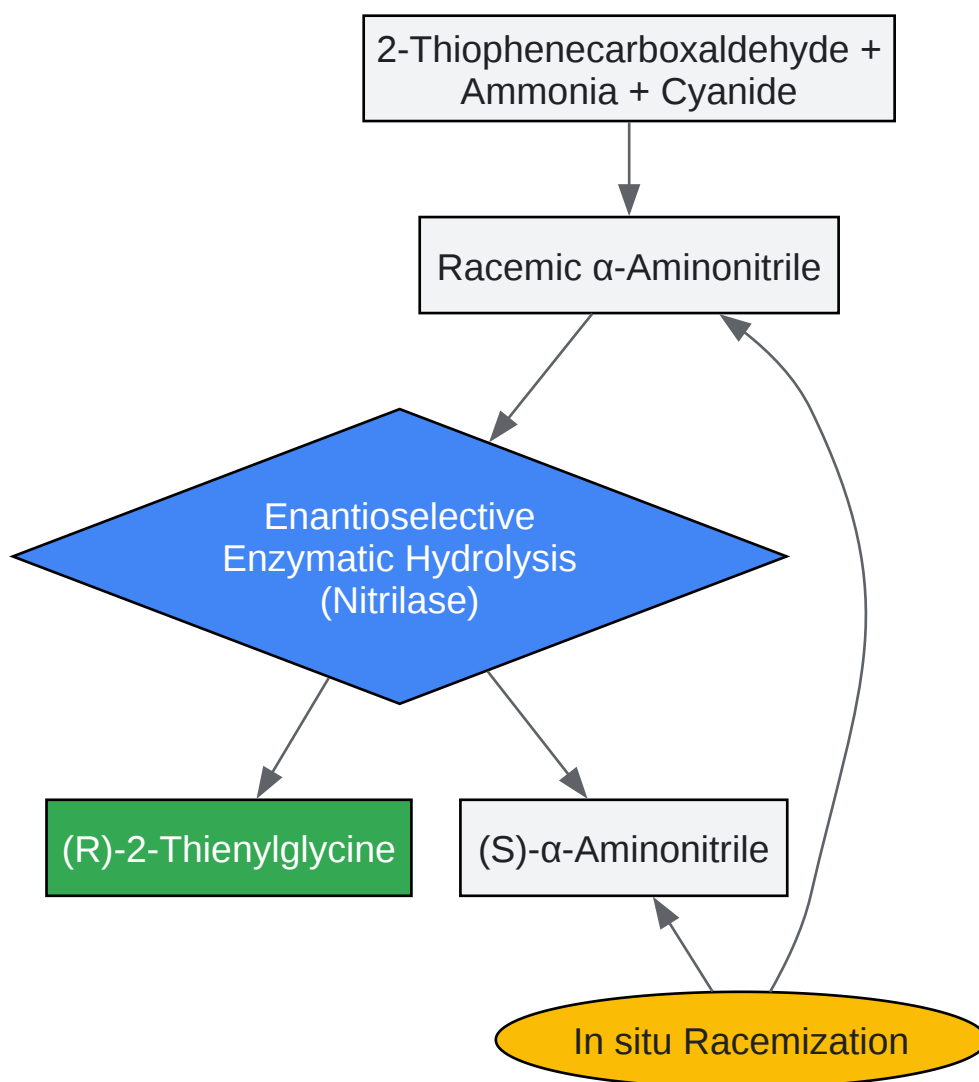 2-Thiophenecarboxaldehyde +
Ammonia + Cyanide
Racemic α-Aminonitrile
Enantioselective
Enzymatic Hydrolysis
(Nitrilase)
(R)-2-Thienylglycine
(S)-α-Aminonitrile
In situ Racemization